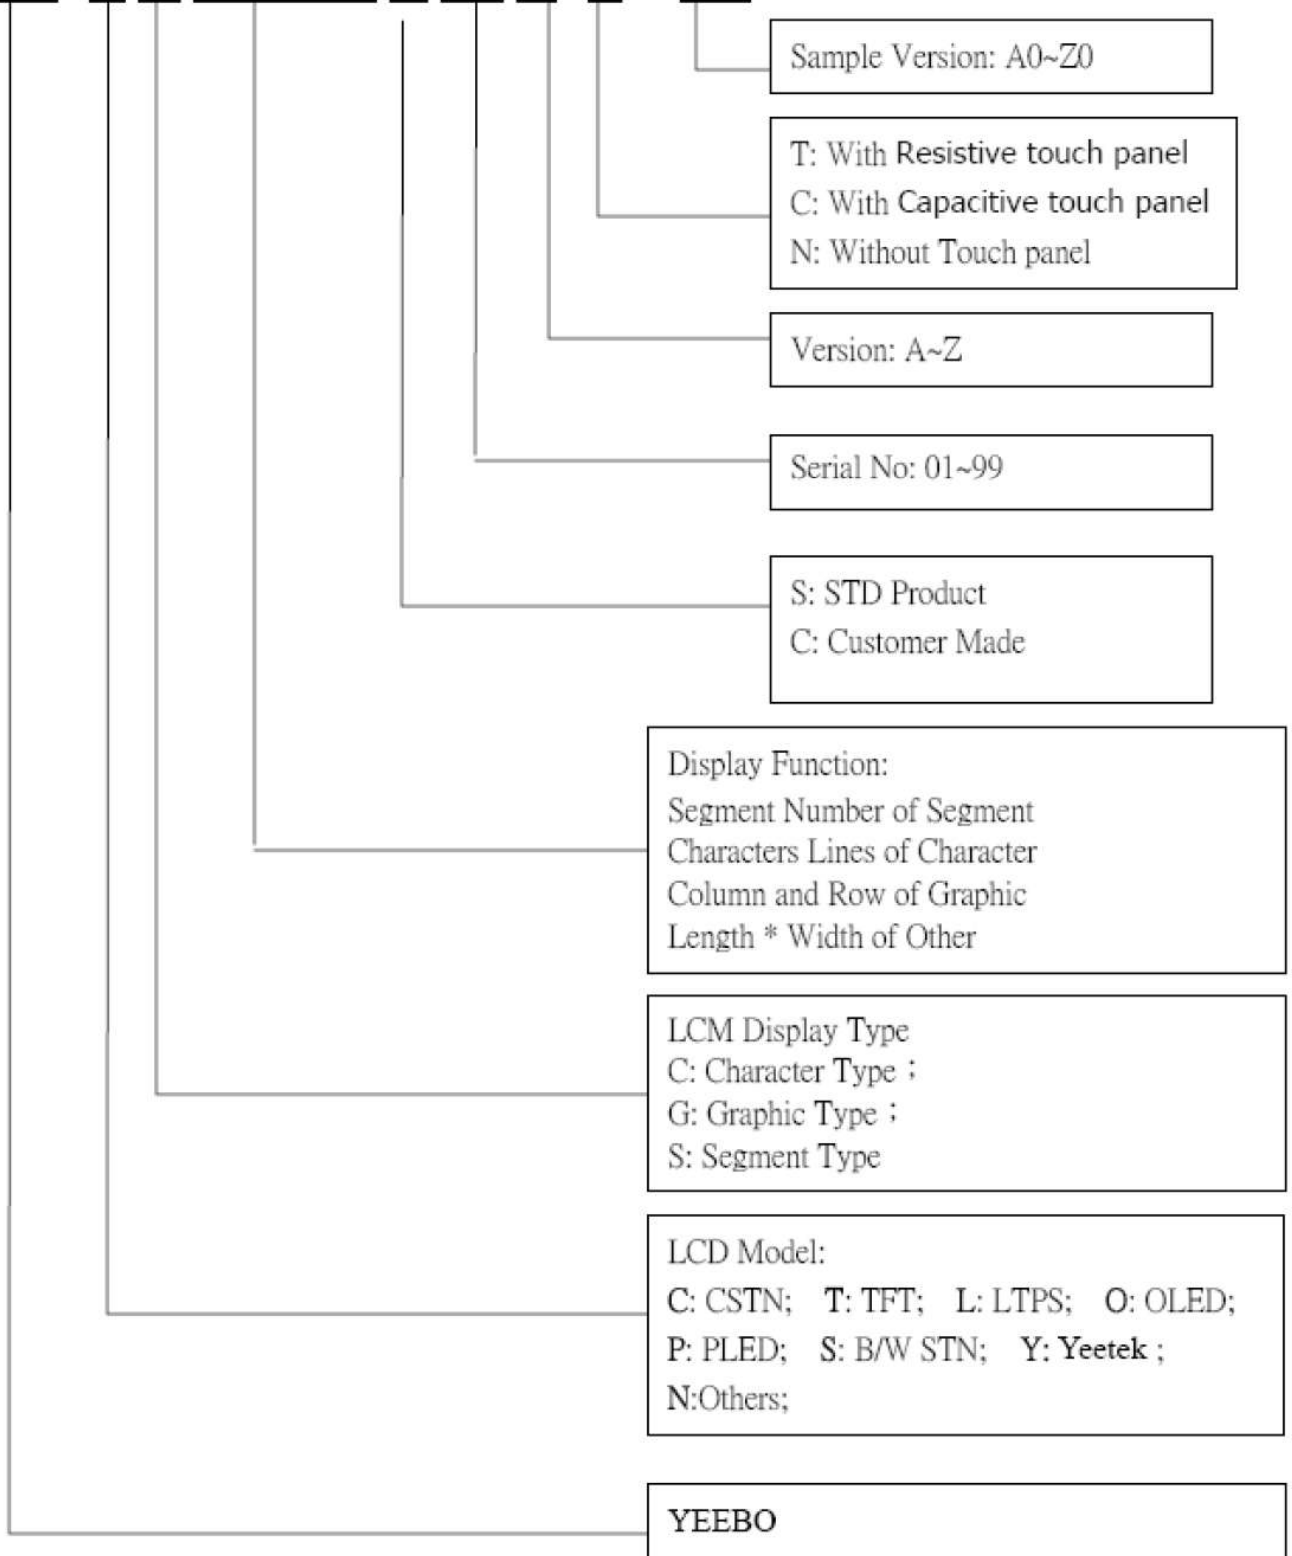 Sample Version: A0~Z0
T: With Resistive touch panel
C: With Capacitive touch panel
N: Without Touch panel
Version: A~Z
Serial No: 01~99
S: STD Product
C: Customer Made
Display Function:
Segment Number of Segment
Characters Lines of Character
Column and Row of Graphic
Length * Width of Other
LCM Display Type
C: Character Type；
G: Graphic Type；
S: Segment Type
LCD Model:
C: CSTN; T: TFT; L: LTPS; O: OLED;
P: PLED; S: B/W STN; Y: Yeetek ;
N:Others;
YEEBO